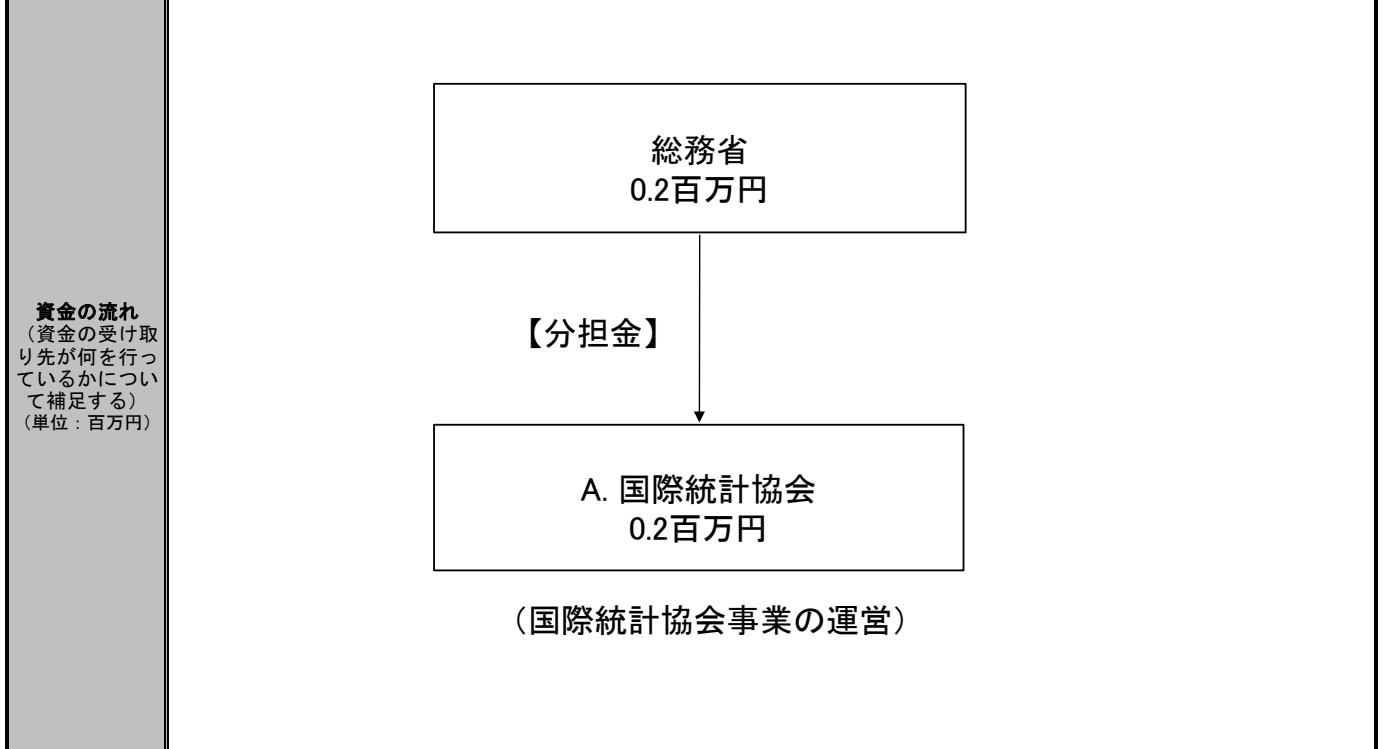 資金の流れ
（資金の受け取
り先が何を行っ
ているかについ
て補足する）
（単位：百万円）
総務省
0.2百万円
【分担金】
A. 国際統計協会
0.2百万円
（国際統計協会事業の運営）